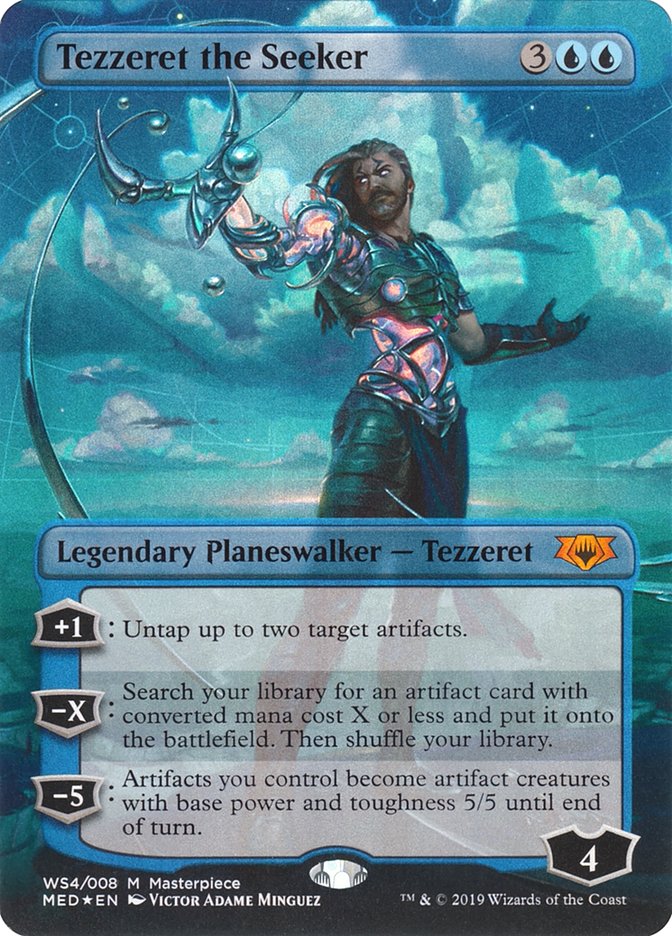 Tezzeret the Seeker 3
Legendary Planeswalker — Tezzeret
+1 : Untap up to two target artifacts.
−X : Search your library for an artifact card with
converted mana cost X or less and put it onto
the battlefield. Then shuffle your library.
−5 : Artifacts you control become artifact creatures
with base power and toughness 5/5 until end
of turn.
4
WS4/008 M Masterpiece
MED★EN Victor Adame Minguez
™ & © 2019 Wizards of the Coast